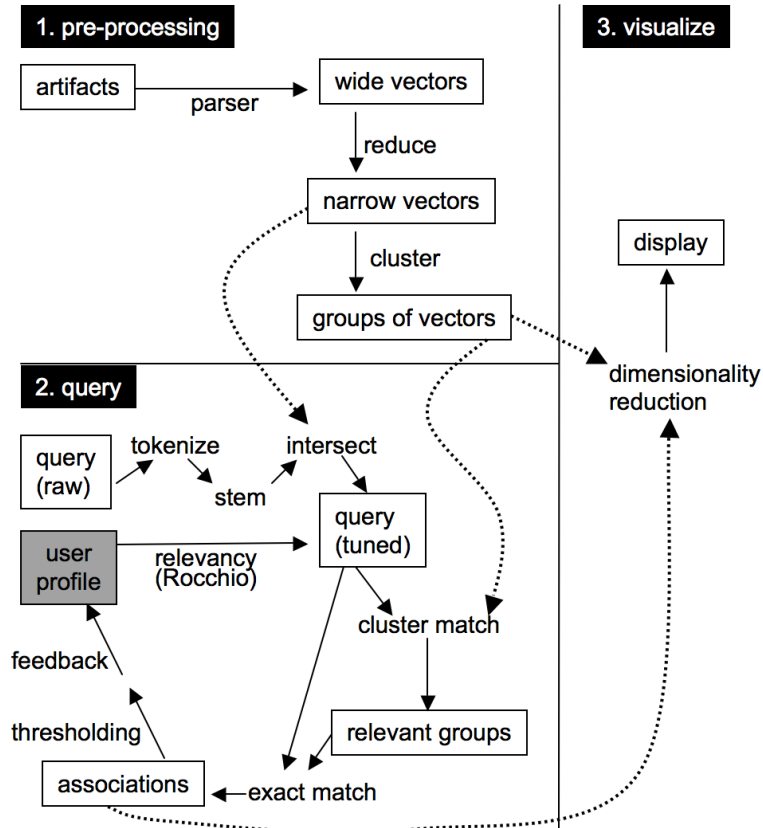 1. pre-processing
artifacts
parser
wide vectors
reduce
narrow vectors
cluster
groups of vectors
2. query
query
(raw)
tokenize
stem
intersect
query
(tuned)
user
profile
relevancy
(Rocchio)
cluster match
feedback
thresholding
relevant groups
associations
exact match
3. visualize
display
dimensionality
reduction